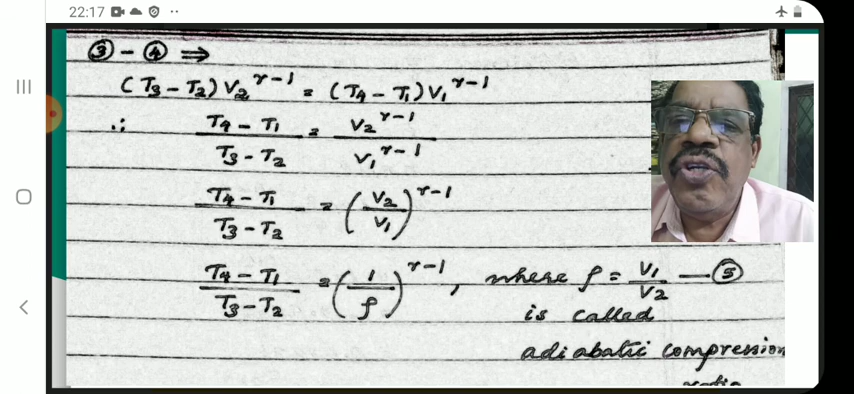 22:17
③ - ④ ⇒
(T₃ - T₂) V₂^γ-1 = (T₄ - T₁) V₁^γ-1
∴ T₄ - T₁ / T₃ - T₂ = V₂^γ-1 / V₁^γ-1
T₄ - T₁ / T₃ - T₂ = (V₂ / V₁)^γ-1
T₄ - T₁ / T₃ - T₂ = (1 / ρ)^γ-1, where ρ = V₁ / V₂ — ⑤
is called
adiabatic compression
ratio